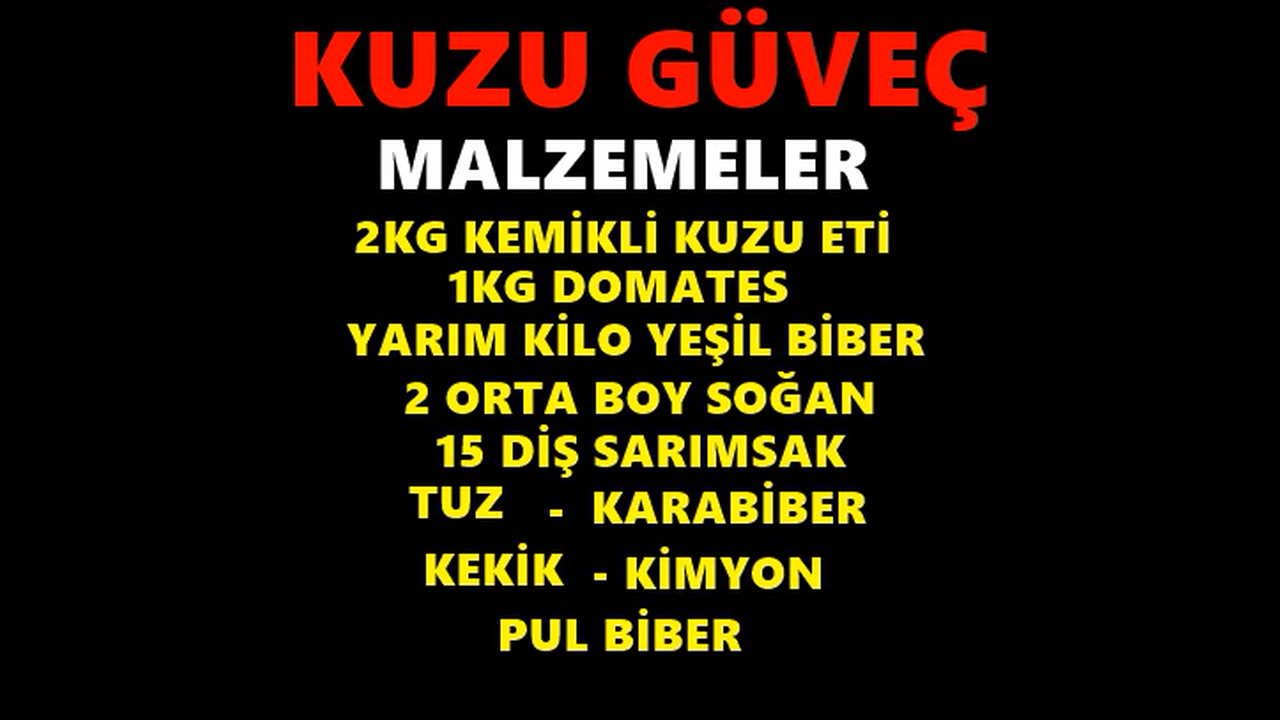 KUZU GÜVEÇ
MALZEMELER
2KG KEMİKLİ KUZU ETİ
1KG DOMATES
YARIM KİLO YEŞİL BİBER
2 ORTA BOY SOĞAN
15 DİŞ SARIMSAK
TUZ - KARABİBER
KEKİK - KİMYON
PUL BİBER